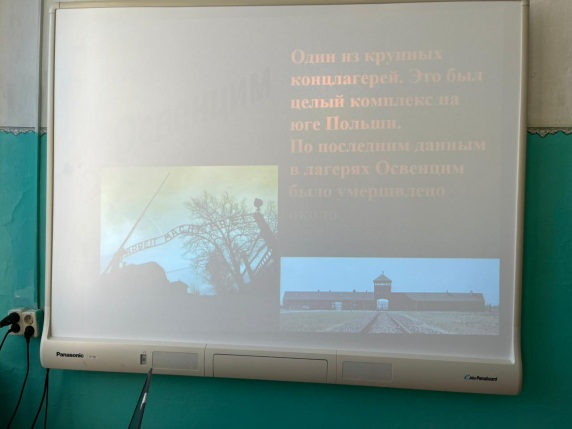 Один из крупных
концлагерей. Это был
целый комплекс на
юге Польши.
По последним данным
в лагерях Освенцим
было умерщвлено
около
Panasonic